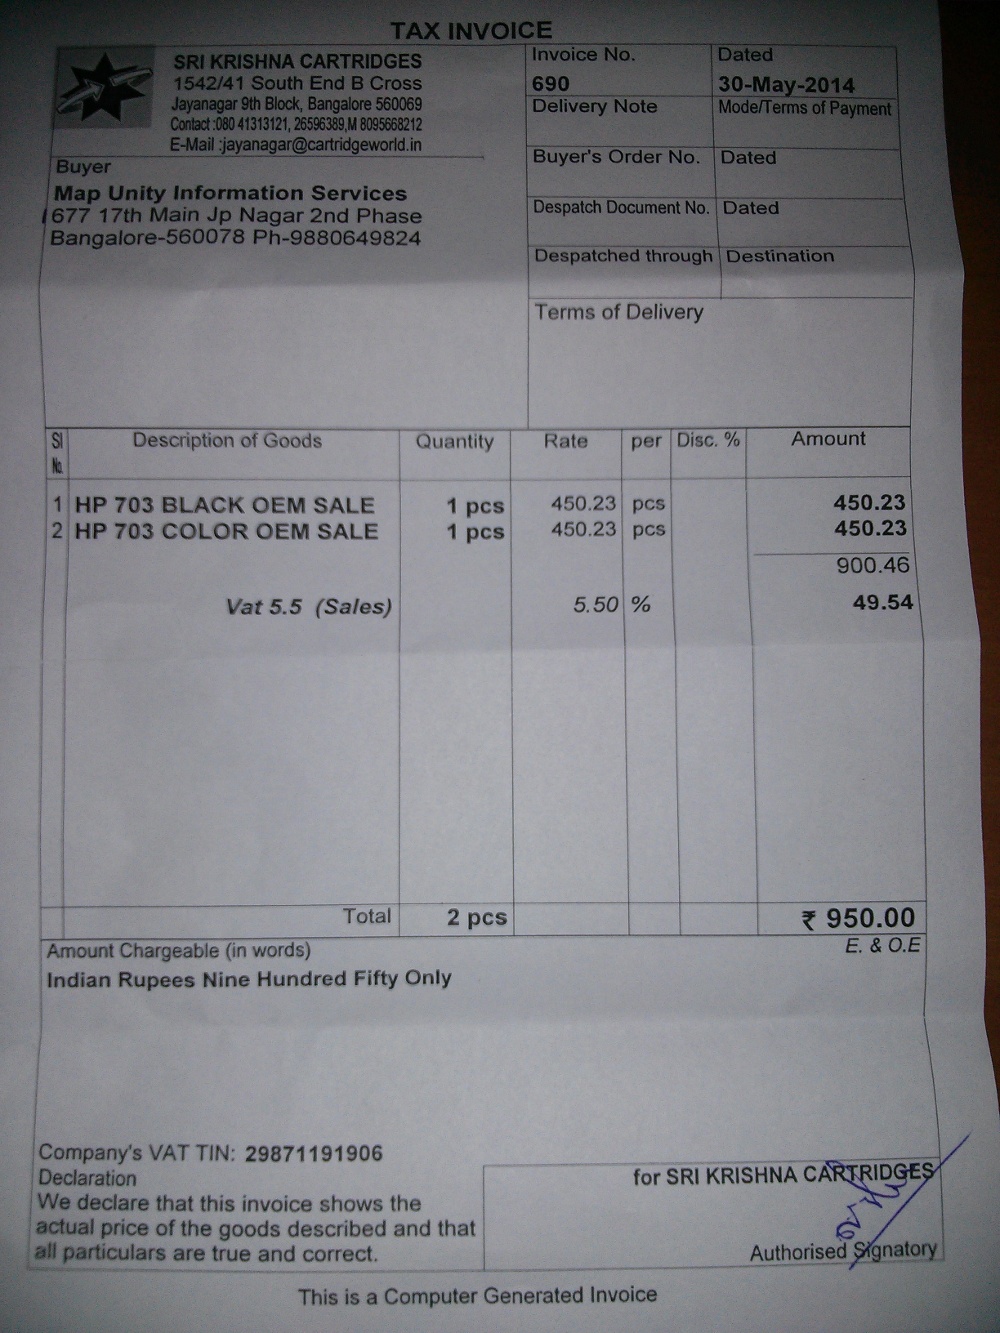 TAX INVOICE
SRI KRISHNA CARTRIDGES
1542/41 South End B Cross
Jayanagar 9th Block, Bangalore 560069
Contact :080 41313121, 26596389,M 8095668212
E-Mail :jayanagar@cartridgeworld.in
Invoice No.
690
Dated
30-May-2014
Delivery Note
Mode/Terms of Payment
Buyer's Order No.
Dated
Despatch Document No.
Dated
Despatched through
Destination
Terms of Delivery
Buyer
Map Unity Information Services
1677 17th Main Jp Nagar 2nd Phase
Bangalore-560078 Ph-9880649824
Sl No. Description of Goods Quantity Rate per Disc. % Amount
1 HP 703 BLACK OEM SALE 1 pcs 450.23 pcs 450.23
2 HP 703 COLOR OEM SALE 1 pcs 450.23 pcs 450.23
900.46
Vat 5.5 (Sales) 5.50 % 49.54
Total 2 pcs ₹ 950.00
Amount Chargeable (in words) E. & O.E
Indian Rupees Nine Hundred Fifty Only
Company's VAT TIN: 29871191906
Declaration
We declare that this invoice shows the
actual price of the goods described and that
all particulars are true and correct.
for SRI KRISHNA CARTRIDGES
Authorised Signatory
This is a Computer Generated Invoice